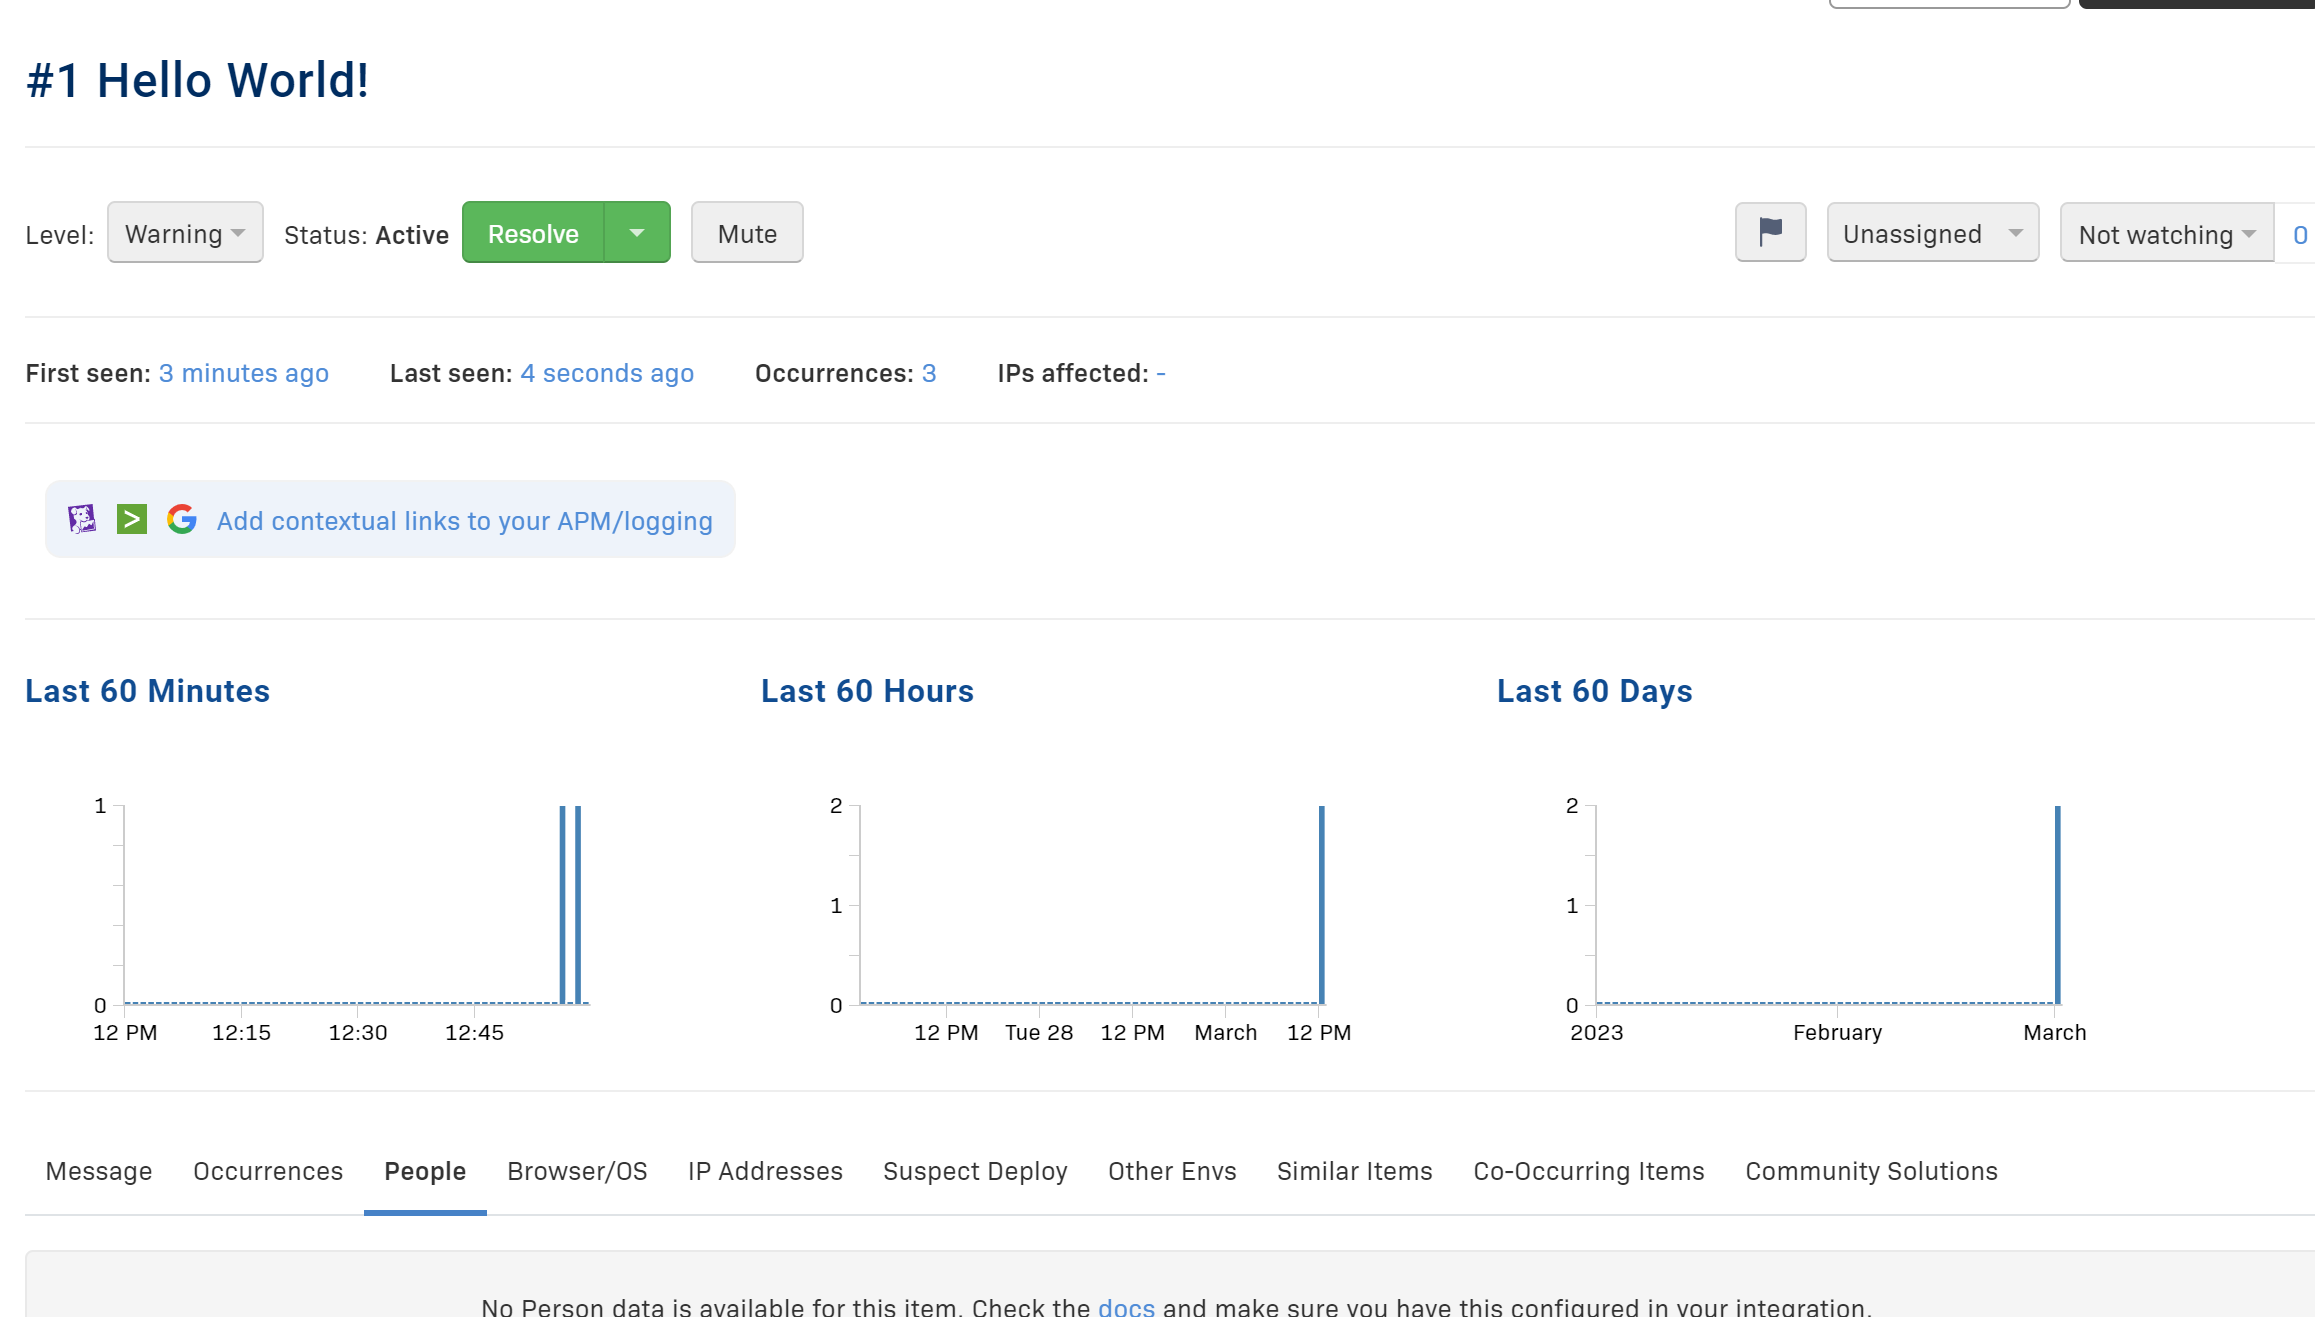 #1 Hello World!
Level: Warning Status: Active Resolve Mute Unassigned Not watching 0
First seen: 3 minutes ago Last seen: 4 seconds ago Occurrences: 3 IPs affected: -
Add contextual links to your APM/logging
Last 60 Minutes Last 60 Hours Last 60 Days
1 2 2
1 1
0 0 0
12 PM 12:15 12:30 12:45 12 PM Tue 28 12 PM March 12 PM 2023 February March
Message Occurrences People Browser/OS IP Addresses Suspect Deploy Other Envs Similar Items Co-Occurring Items Community Solutions
No Person data is available for this item. Check the docs and make sure you have this configured in your integration.